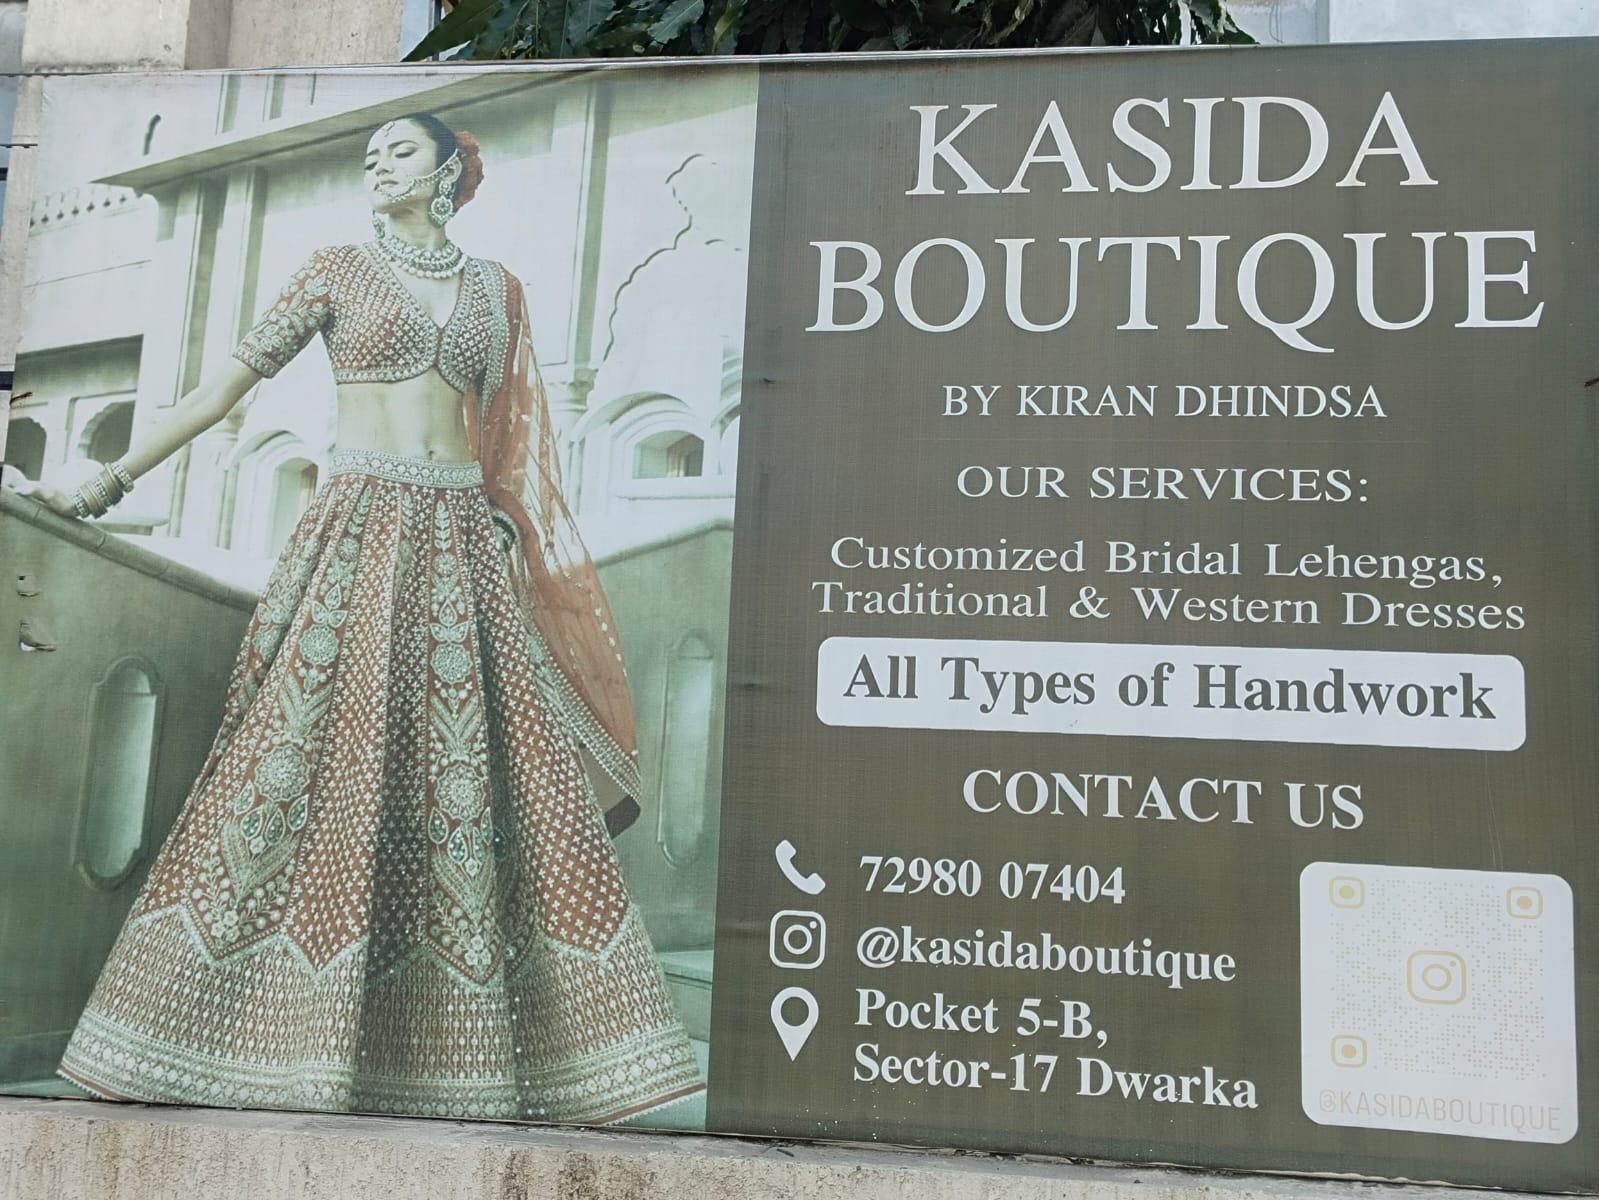 KASIDA
BOUTIQUE
BY KIRAN DHINDSA
OUR SERVICES:
Customized Bridal Lehengas,
Traditional & Western Dresses
All Types of Handwork
CONTACT US
72980 07404
@kasidaboutique
Pocket 5-B,
Sector-17 Dwarka
@KASIDABOUTIQUE